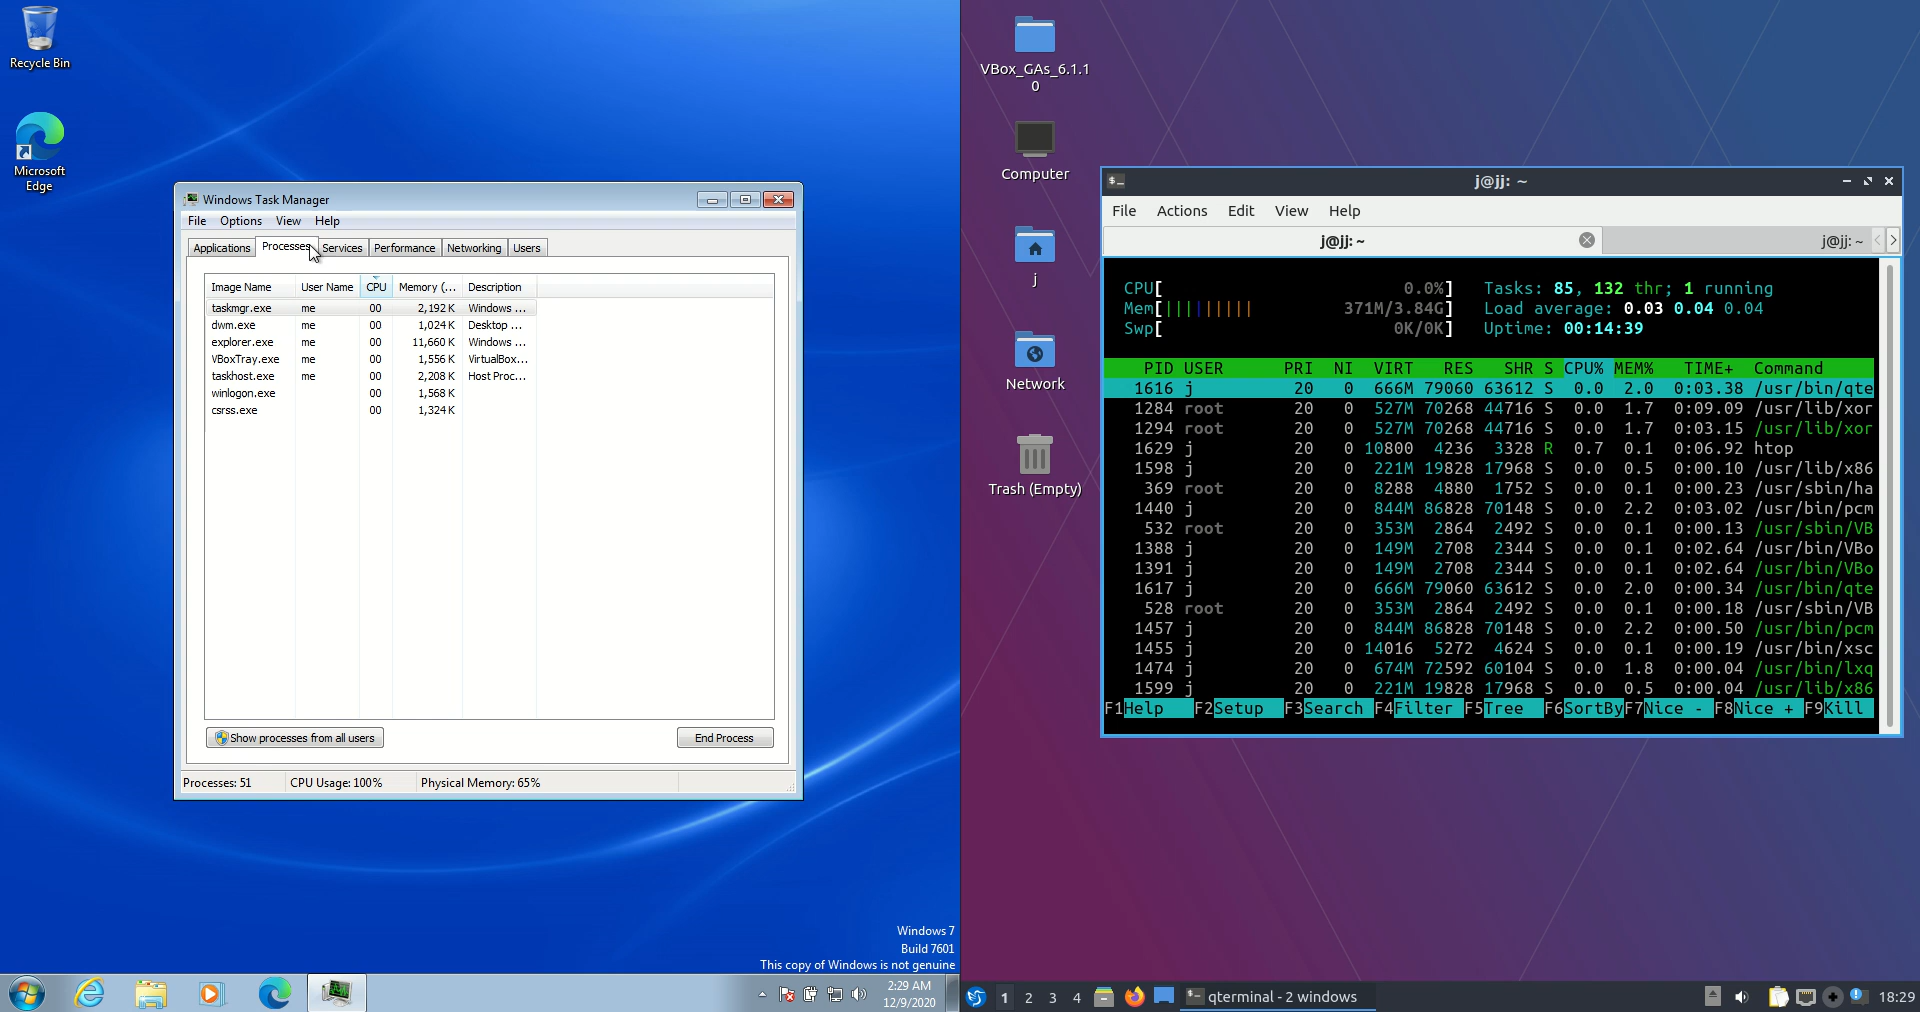 Recycle Bin
Microsoft
Edge
Windows Task Manager
File Options View Help
Applications Processes Services Performance Networking Users
Image Name User Name CPU Memory (... Description
taskmgr.exe me 00 2,192 K Windows ...
dwm.exe me 00 1,024 K Desktop ...
explorer.exe me 00 11,660 K Windows ...
VBoxTray.exe me 00 1,556 K VirtualBox...
taskhost.exe me 00 2,208 K Host Proc...
winlogon.exe 00 1,568 K
csrss.exe 00 1,324 K
Show processes from all users End Process
Processes: 51 CPU Usage: 100% Physical Memory: 65%
Windows 7
Build 7601
This copy of Windows is not genuine
2:29 AM
12/9/2020
VBox_GAs_6.1.1
0
Computer
j
Network
Trash (Empty)
j@jj: ~
File Actions Edit View Help
j@jj: ~ j@jj: ~
CPU[ 0.0%] Tasks: 85, 132 thr; 1 running
Mem[|||||||||| 371M/3.84G] Load average: 0.03 0.04 0.04
Swp[ 0K/0K] Uptime: 00:14:39
PID USER PRI NI VIRT RES SHR S CPU% MEM% TIME+ Command
1616 j 20 0 666M 79060 63612 S 0.0 2.0 0:03.38 /usr/bin/qte
1284 root 20 0 527M 70268 44716 S 0.0 1.7 0:09.09 /usr/lib/xor
1294 root 20 0 527M 70268 44716 S 0.0 1.7 0:03.15 /usr/lib/xor
1629 j 20 0 10800 4236 3328 R 0.7 0.1 0:06.92 htop
1598 j 20 0 221M 19828 17968 S 0.0 0.5 0:00.10 /usr/lib/x86
369 root 20 0 8288 4880 1752 S 0.0 0.1 0:00.23 /usr/sbin/ha
1440 j 20 0 844M 86828 70148 S 0.0 2.2 0:03.02 /usr/bin/pcm
532 root 20 0 353M 2864 2492 S 0.0 0.1 0:00.13 /usr/sbin/VB
1388 j 20 0 149M 2708 2344 S 0.0 0.1 0:02.64 /usr/bin/VBo
1391 j 20 0 149M 2708 2344 S 0.0 0.1 0:02.64 /usr/bin/VBo
1617 j 20 0 666M 79060 63612 S 0.0 2.0 0:00.34 /usr/bin/qte
528 root 20 0 353M 2864 2492 S 0.0 0.1 0:00.18 /usr/sbin/VB
1457 j 20 0 844M 86828 70148 S 0.0 2.2 0:00.50 /usr/bin/pcm
1455 j 20 0 14016 5272 4624 S 0.0 0.1 0:00.19 /usr/bin/xsc
1474 j 20 0 674M 72592 60104 S 0.0 1.8 0:00.04 /usr/bin/lxq
1599 j 20 0 221M 19828 17968 S 0.0 0.5 0:00.04 /usr/lib/x86
F1Help F2Setup F3Search F4Filter F5Tree F6SortByF7Nice - F8Nice + F9Kill
1 2 3 4 qterminal - 2 windows 18:29